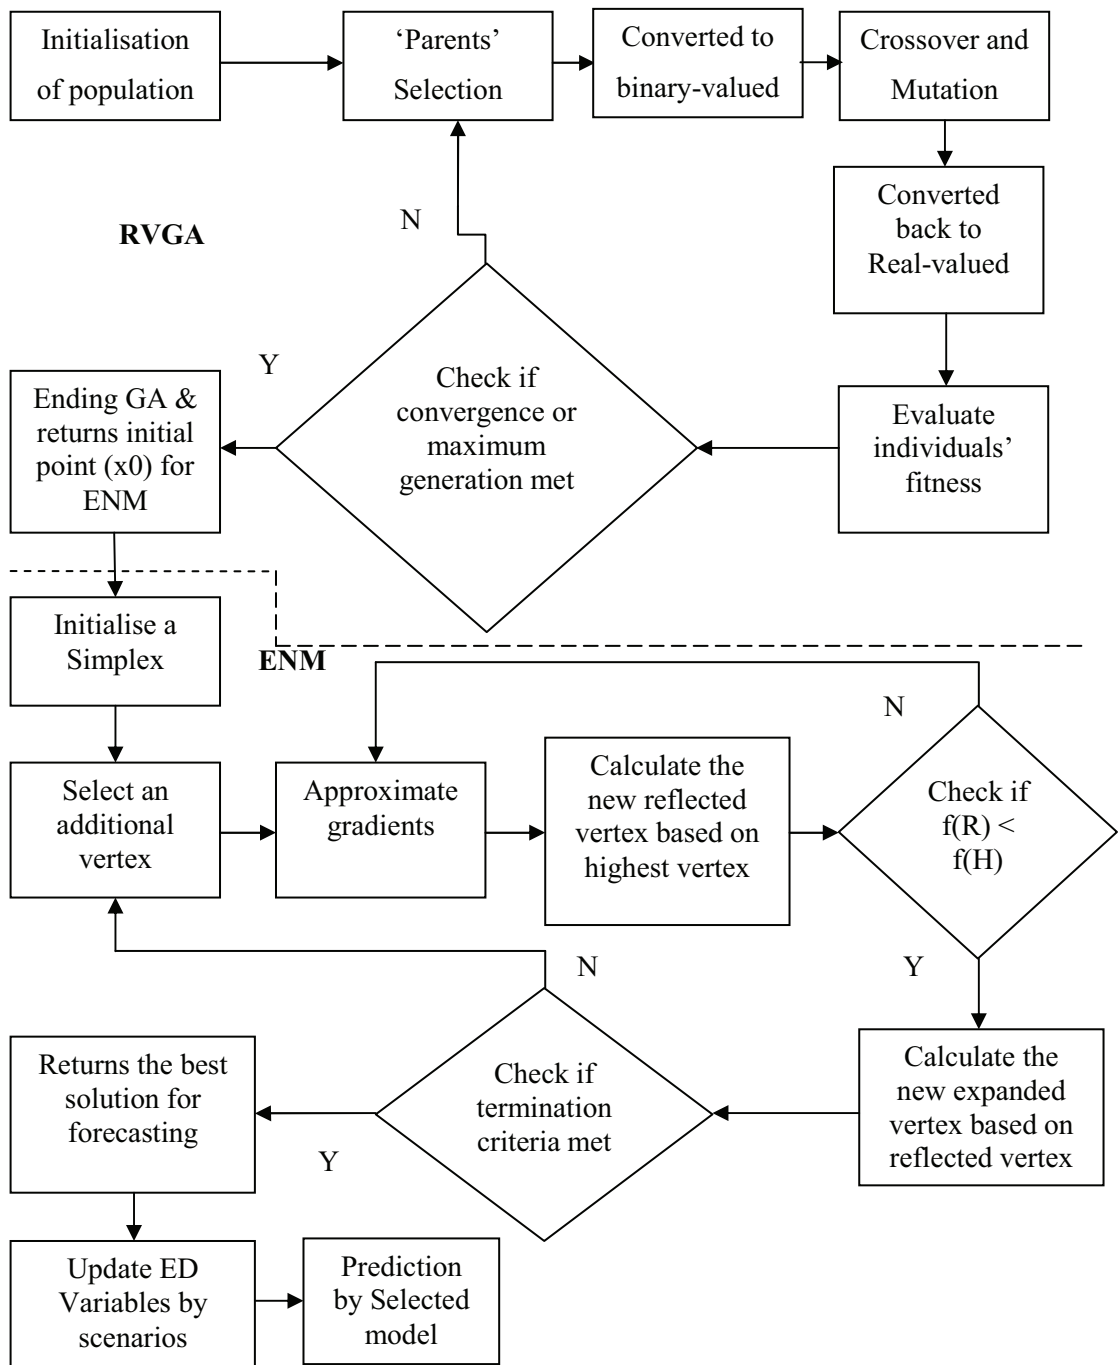 Initialisation
of population
‘Parents’
Selection
Converted to
binary-valued
Crossover and
Mutation
Converted
back to
Real-valued
RVGA
N
Y
Check if
convergence or
maximum
generation met
Evaluate
individuals’
fitness
Ending GA &
returns initial
point (x0) for
ENM
Initialise a
Simplex
ENM
Select an
additional
vertex
Approximate
gradients
Calculate the
new reflected
vertex based on
highest vertex
N
Check if
f(R) <
f(H)
Y
N
Calculate the
new expanded
vertex based on
reflected vertex
Check if
termination
criteria met
Y
Returns the best
solution for
forecasting
Update ED
Variables by
scenarios
Prediction
by Selected
model